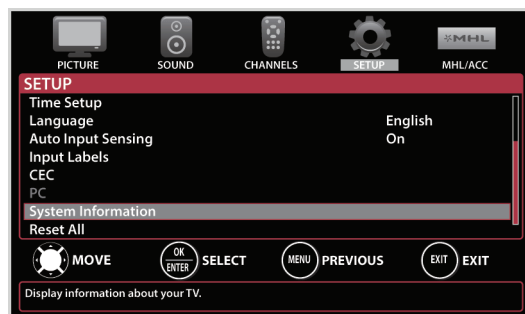 MHL
PICTURE SOUND CHANNELS SETUP MHL/ACC
SETUP
Time Setup
Language English
Auto Input Sensing On
Input Labels
CEC
PC
System Information
Reset All
MOVE OK ENTER SELECT MENU PREVIOUS EXIT EXIT
Display information about your TV.